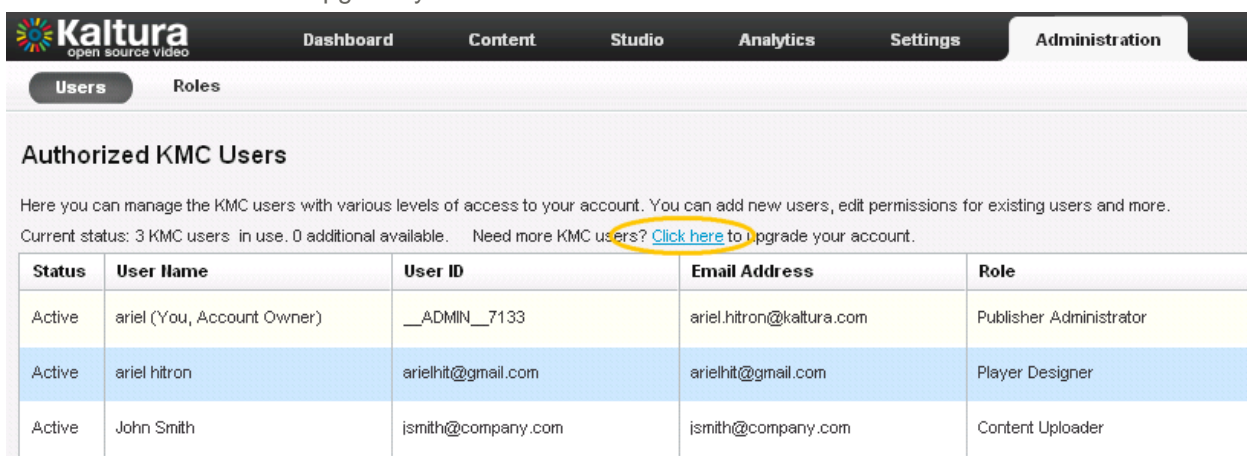 Kaltura
open source video
Dashboard Content Studio Analytics Settings Administration
Users Roles
Authorized KMC Users
Here you can manage the KMC users with various levels of access to your account. You can add new users, edit permissions for existing users and more.
Current status: 3 KMC users in use. 0 additional available. Need more KMC users? Click here to upgrade your account.
Status User Name User ID Email Address Role
Active ariel (You, Account Owner) __ADMIN__7133 ariel.hitron@kaltura.com Publisher Administrator
Active ariel hitron arielhit@gmail.com arielhit@gmail.com Player Designer
Active John Smith jsmith@company.com jsmith@company.com Content Uploader